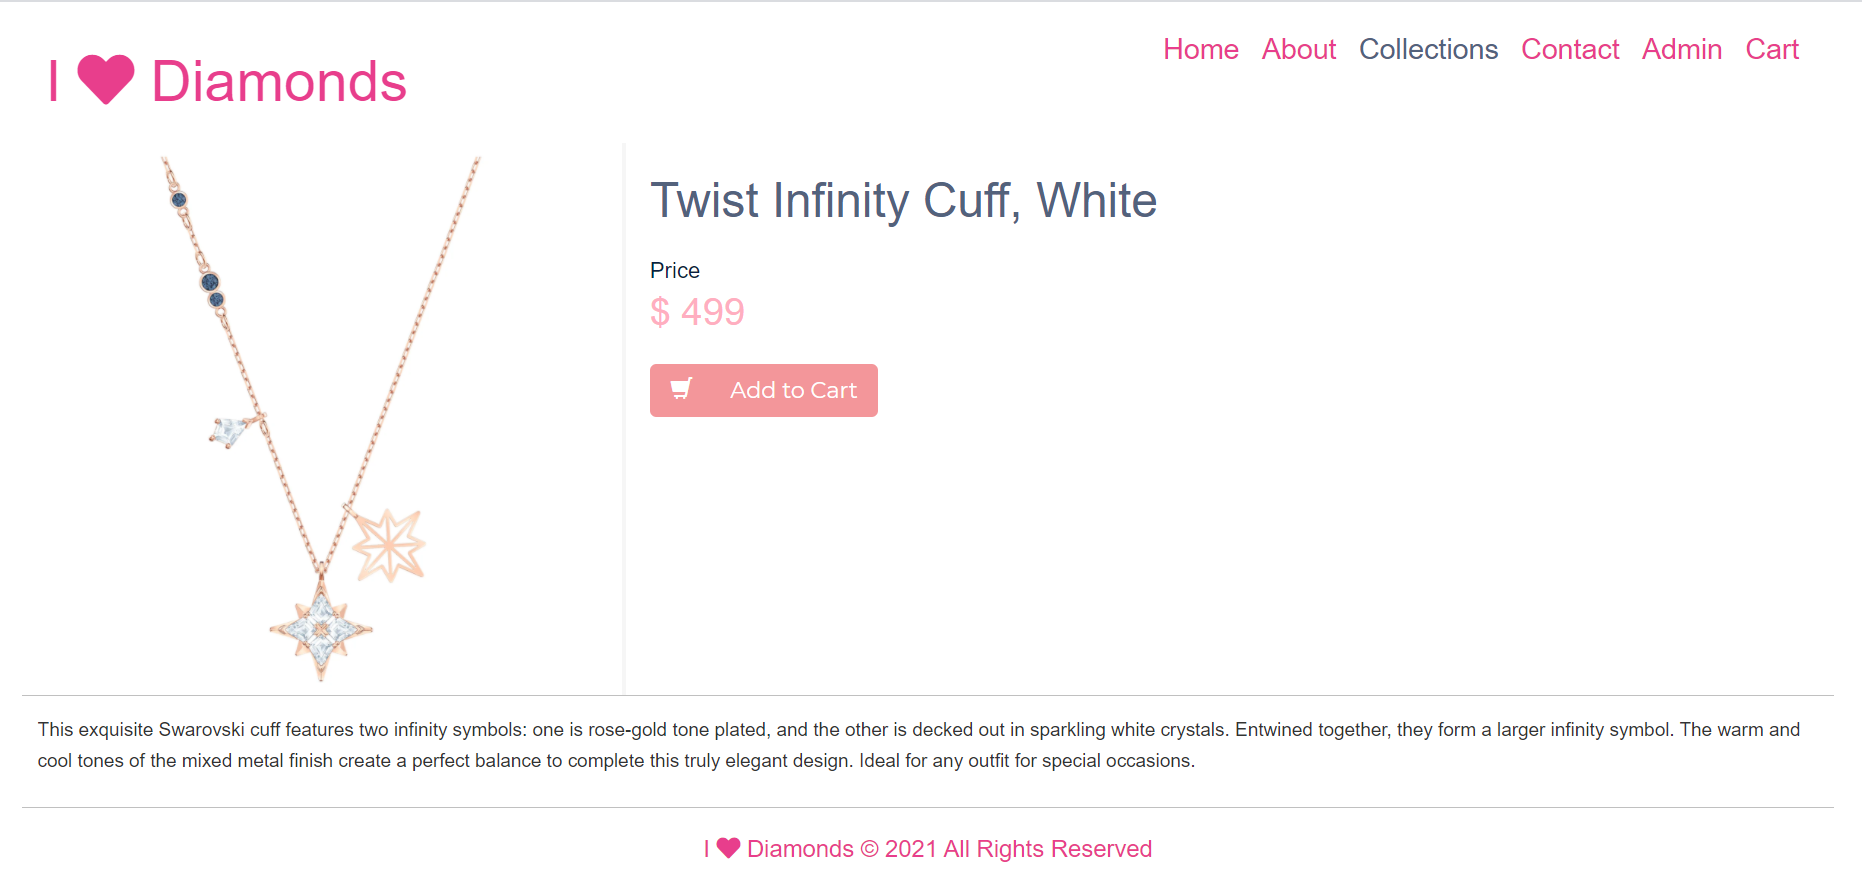 I ♥ Diamonds
Home About Collections Contact Admin Cart
Twist Infinity Cuff, White
Price
$ 499
Add to Cart
This exquisite Swarovski cuff features two infinity symbols: one is rose-gold tone plated, and the other is decked out in sparkling white crystals. Entwined together, they form a larger infinity symbol. The warm and
cool tones of the mixed metal finish create a perfect balance to complete this truly elegant design. Ideal for any outfit for special occasions.
I ♥ Diamonds © 2021 All Rights Reserved